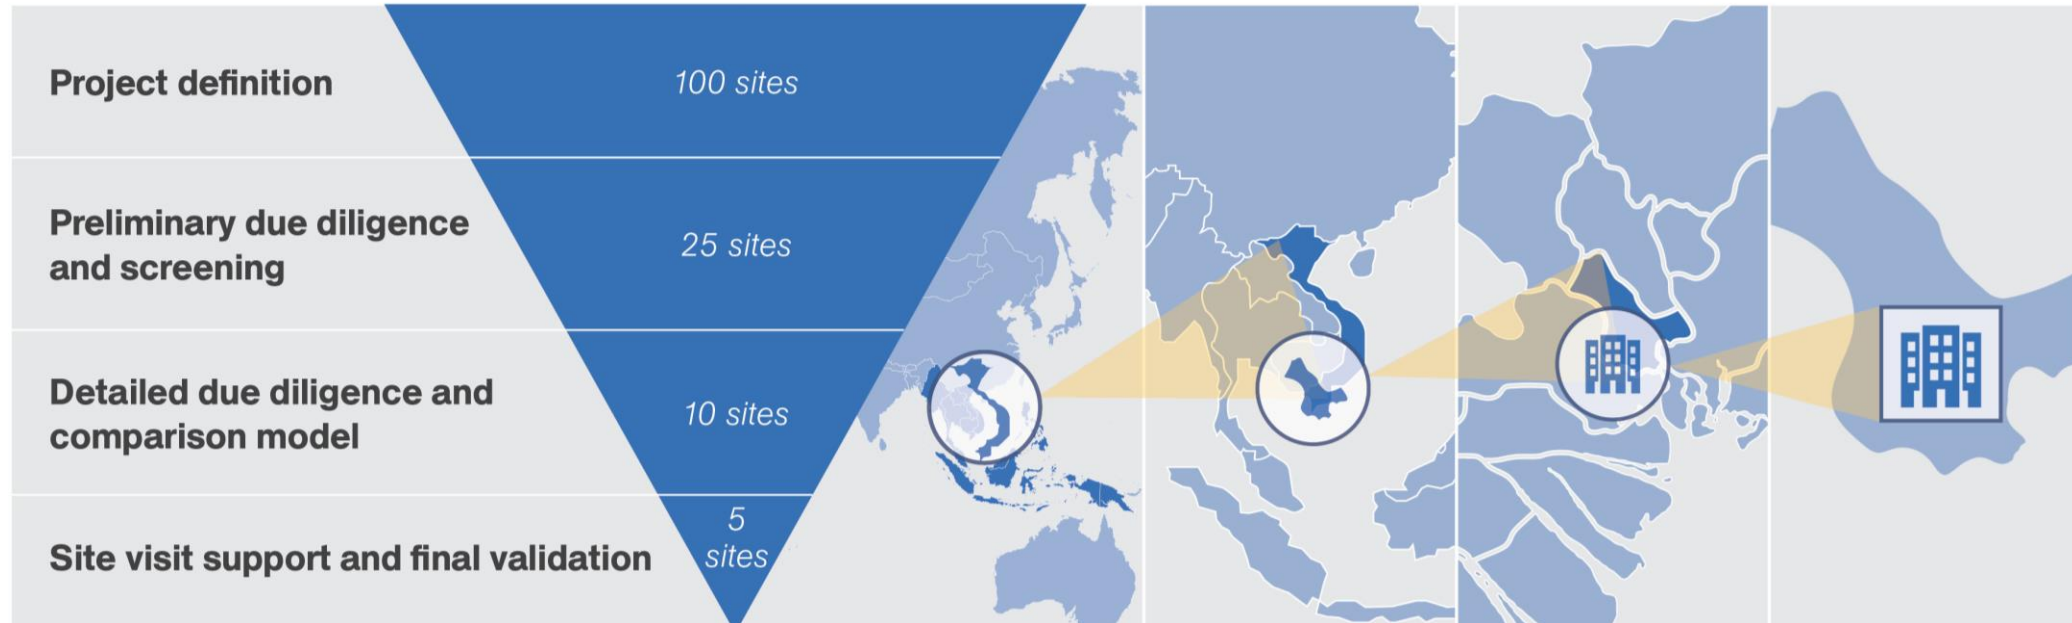 Project definition
100 sites
Preliminary due diligence
and screening
25 sites
Detailed due diligence and
comparison model
10 sites
Site visit support and final validation
5
sites